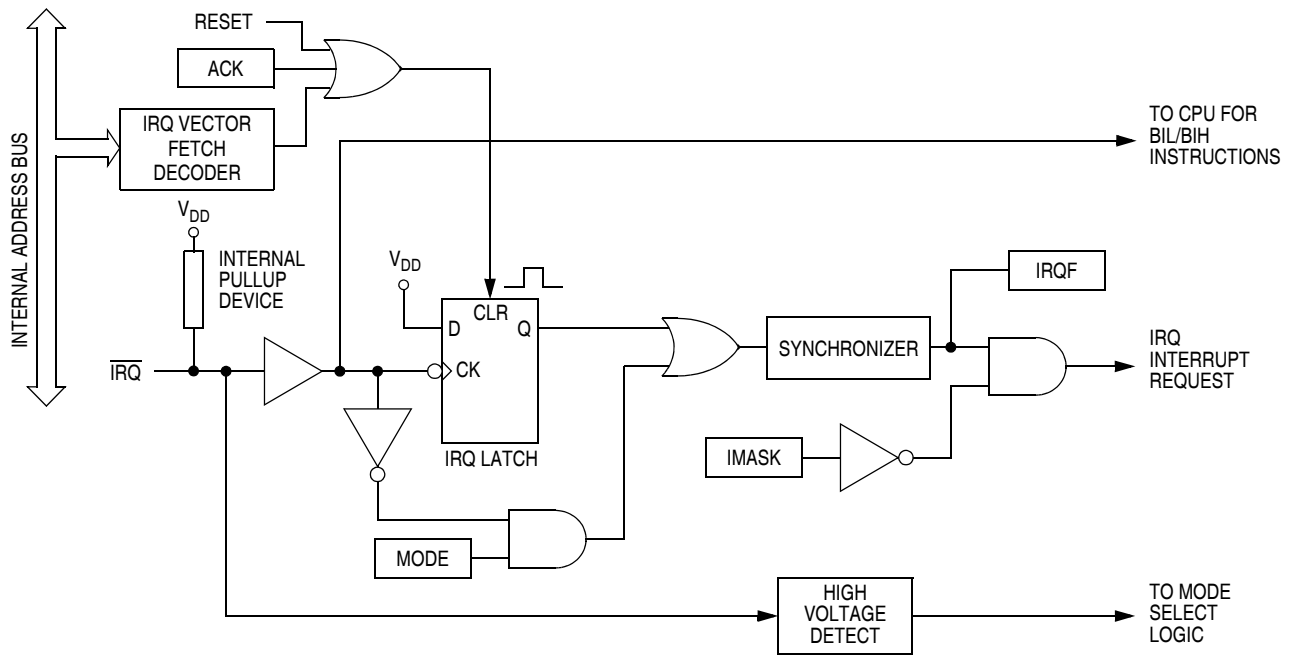 RESET
ACK
IRQ VECTOR
FETCH
DECODER
INTERNAL ADDRESS BUS
TO CPU FOR
BIL/BIH
INSTRUCTIONS
VDD
INTERNAL
PULLUP
DEVICE
VDD
CLR
D
Q
CK
IRQ LATCH
IRQ
SYNCHRONIZER
IRQF
IRQ
INTERRUPT
REQUEST
IMASK
MODE
HIGH
VOLTAGE
DETECT
TO MODE
SELECT
LOGIC